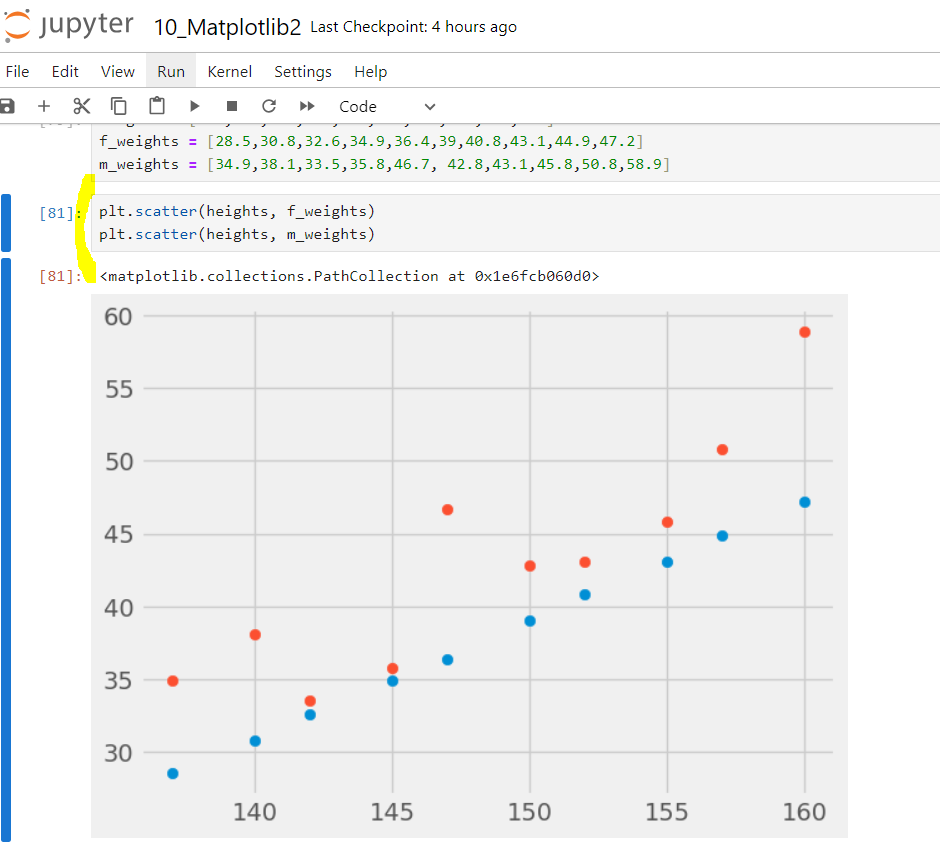 jupyter 10_Matplotlib2 Last Checkpoint: 4 hours ago
File Edit View Run Kernel Settings Help
Code
f_weights = [28.5,30.8,32.6,34.9,36.4,39,40.8,43.1,44.9,47.2]
m_weights = [34.9,38.1,33.5,35.8,46.7, 42.8,43.1,45.8,50.8,58.9]
[81]: plt.scatter(heights, f_weights)
plt.scatter(heights, m_weights)
[81]: <matplotlib.collections.PathCollection at 0x1e6fcb060d0>
60
55
50
45
40
35
30
140 145 150 155 160